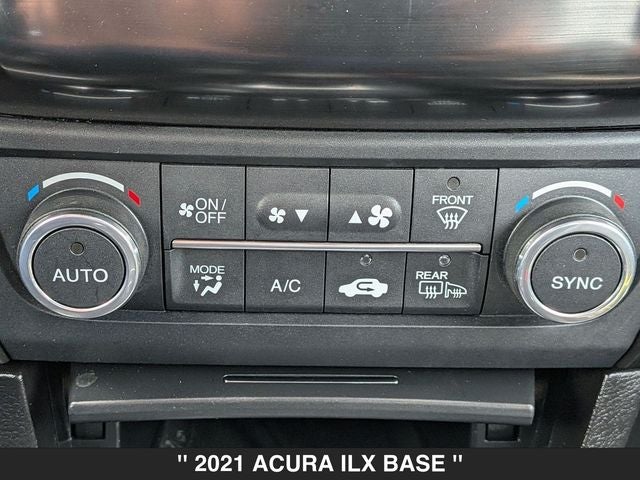 ON/
OFF
FRONT
AUTO
MODE
A/C
REAR
SYNC
" 2021 ACURA ILX BASE "